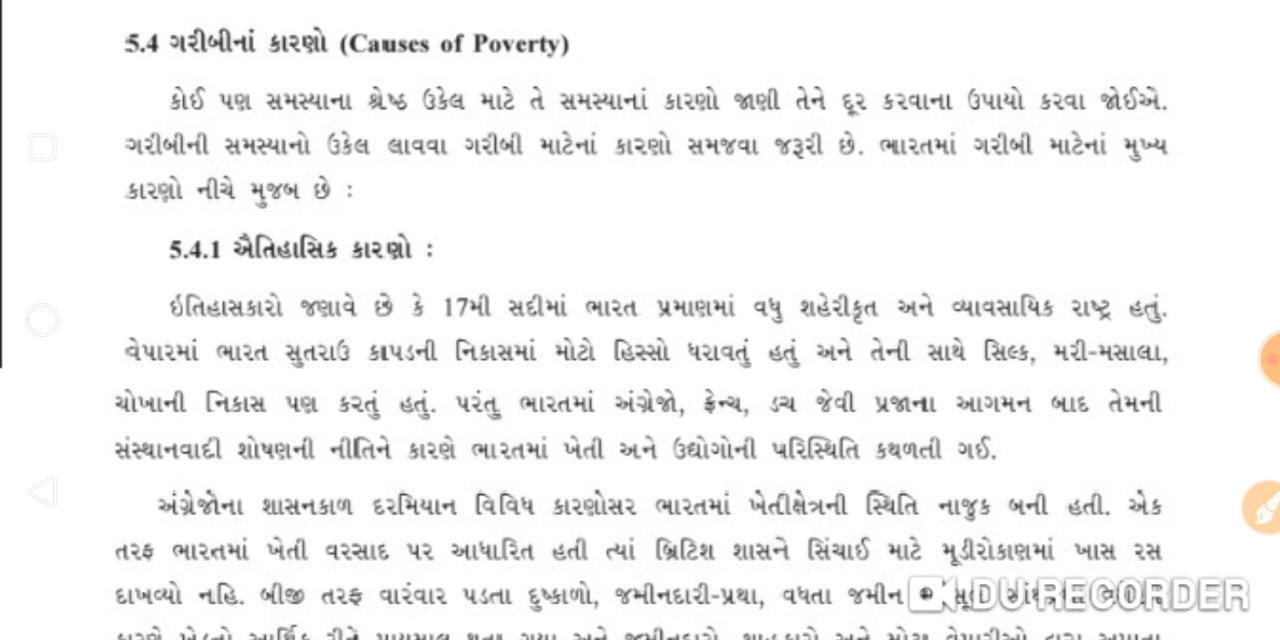 5.4 ગરીબીનાં કારણો (Causes of Poverty)
કોઈ પણ સમસ્યાના શ્રેષ્ઠ ઉકેલ માટે તે સમસ્યાનાં કારણો જાણી તેને દૂર કરવાના ઉપાયો કરવા જોઈએ.
ગરીબીની સમસ્યાનો ઉકેલ લાવવા ગરીબી માટેનાં કારણો સમજવા જરૂરી છે. ભારતમાં ગરીબી માટેનાં મુખ્ય
કારણો નીચે મુજબ છે :
5.4.1 ઐતિહાસિક કારણો :
ઇતિહાસકારો જણાવે છે કે 17મી સદીમાં ભારત પ્રમાણમાં વધુ શહેરીકૃત અને વ્યાવસાયિક રાષ્ટ્ર હતું.
વેપારમાં ભારત સુતરાઉ કાપડની નિકાસમાં મોટો હિસ્સો ધરાવતું હતું અને તેની સાથે સિલ્ક, મરી-મસાલા,
ચોખાની નિકાસ પણ કરતું હતું. પરંતુ ભારતમાં અંગ્રેજો, ફ્રેન્ચ, ડચ જેવી પ્રજાના આગમન બાદ તેમની
સંસ્થાનવાદી શોષણની નીતિને કારણે ભારતમાં ખેતી અને ઉદ્યોગોની પરિસ્થિતિ કથળતી ગઈ.
અંગ્રેજોના શાસનકાળ દરમિયાન વિવિધ કારણોસર ભારતમાં ખેતીક્ષેત્રની સ્થિતિ નાજુક બની હતી. એક
તરફ ભારતમાં ખેતી વરસાદ પર આધારિત હતી ત્યાં બ્રિટિશ શાસને સિંચાઈ માટે મૂડીરોકાણમાં ખાસ રસ
દાખવ્યો નહિ. બીજી તરફ વારંવાર પડતા દુષ્કાળો, જમીનદારી-પ્રથા, વધતા જમીન
DU RECORDER